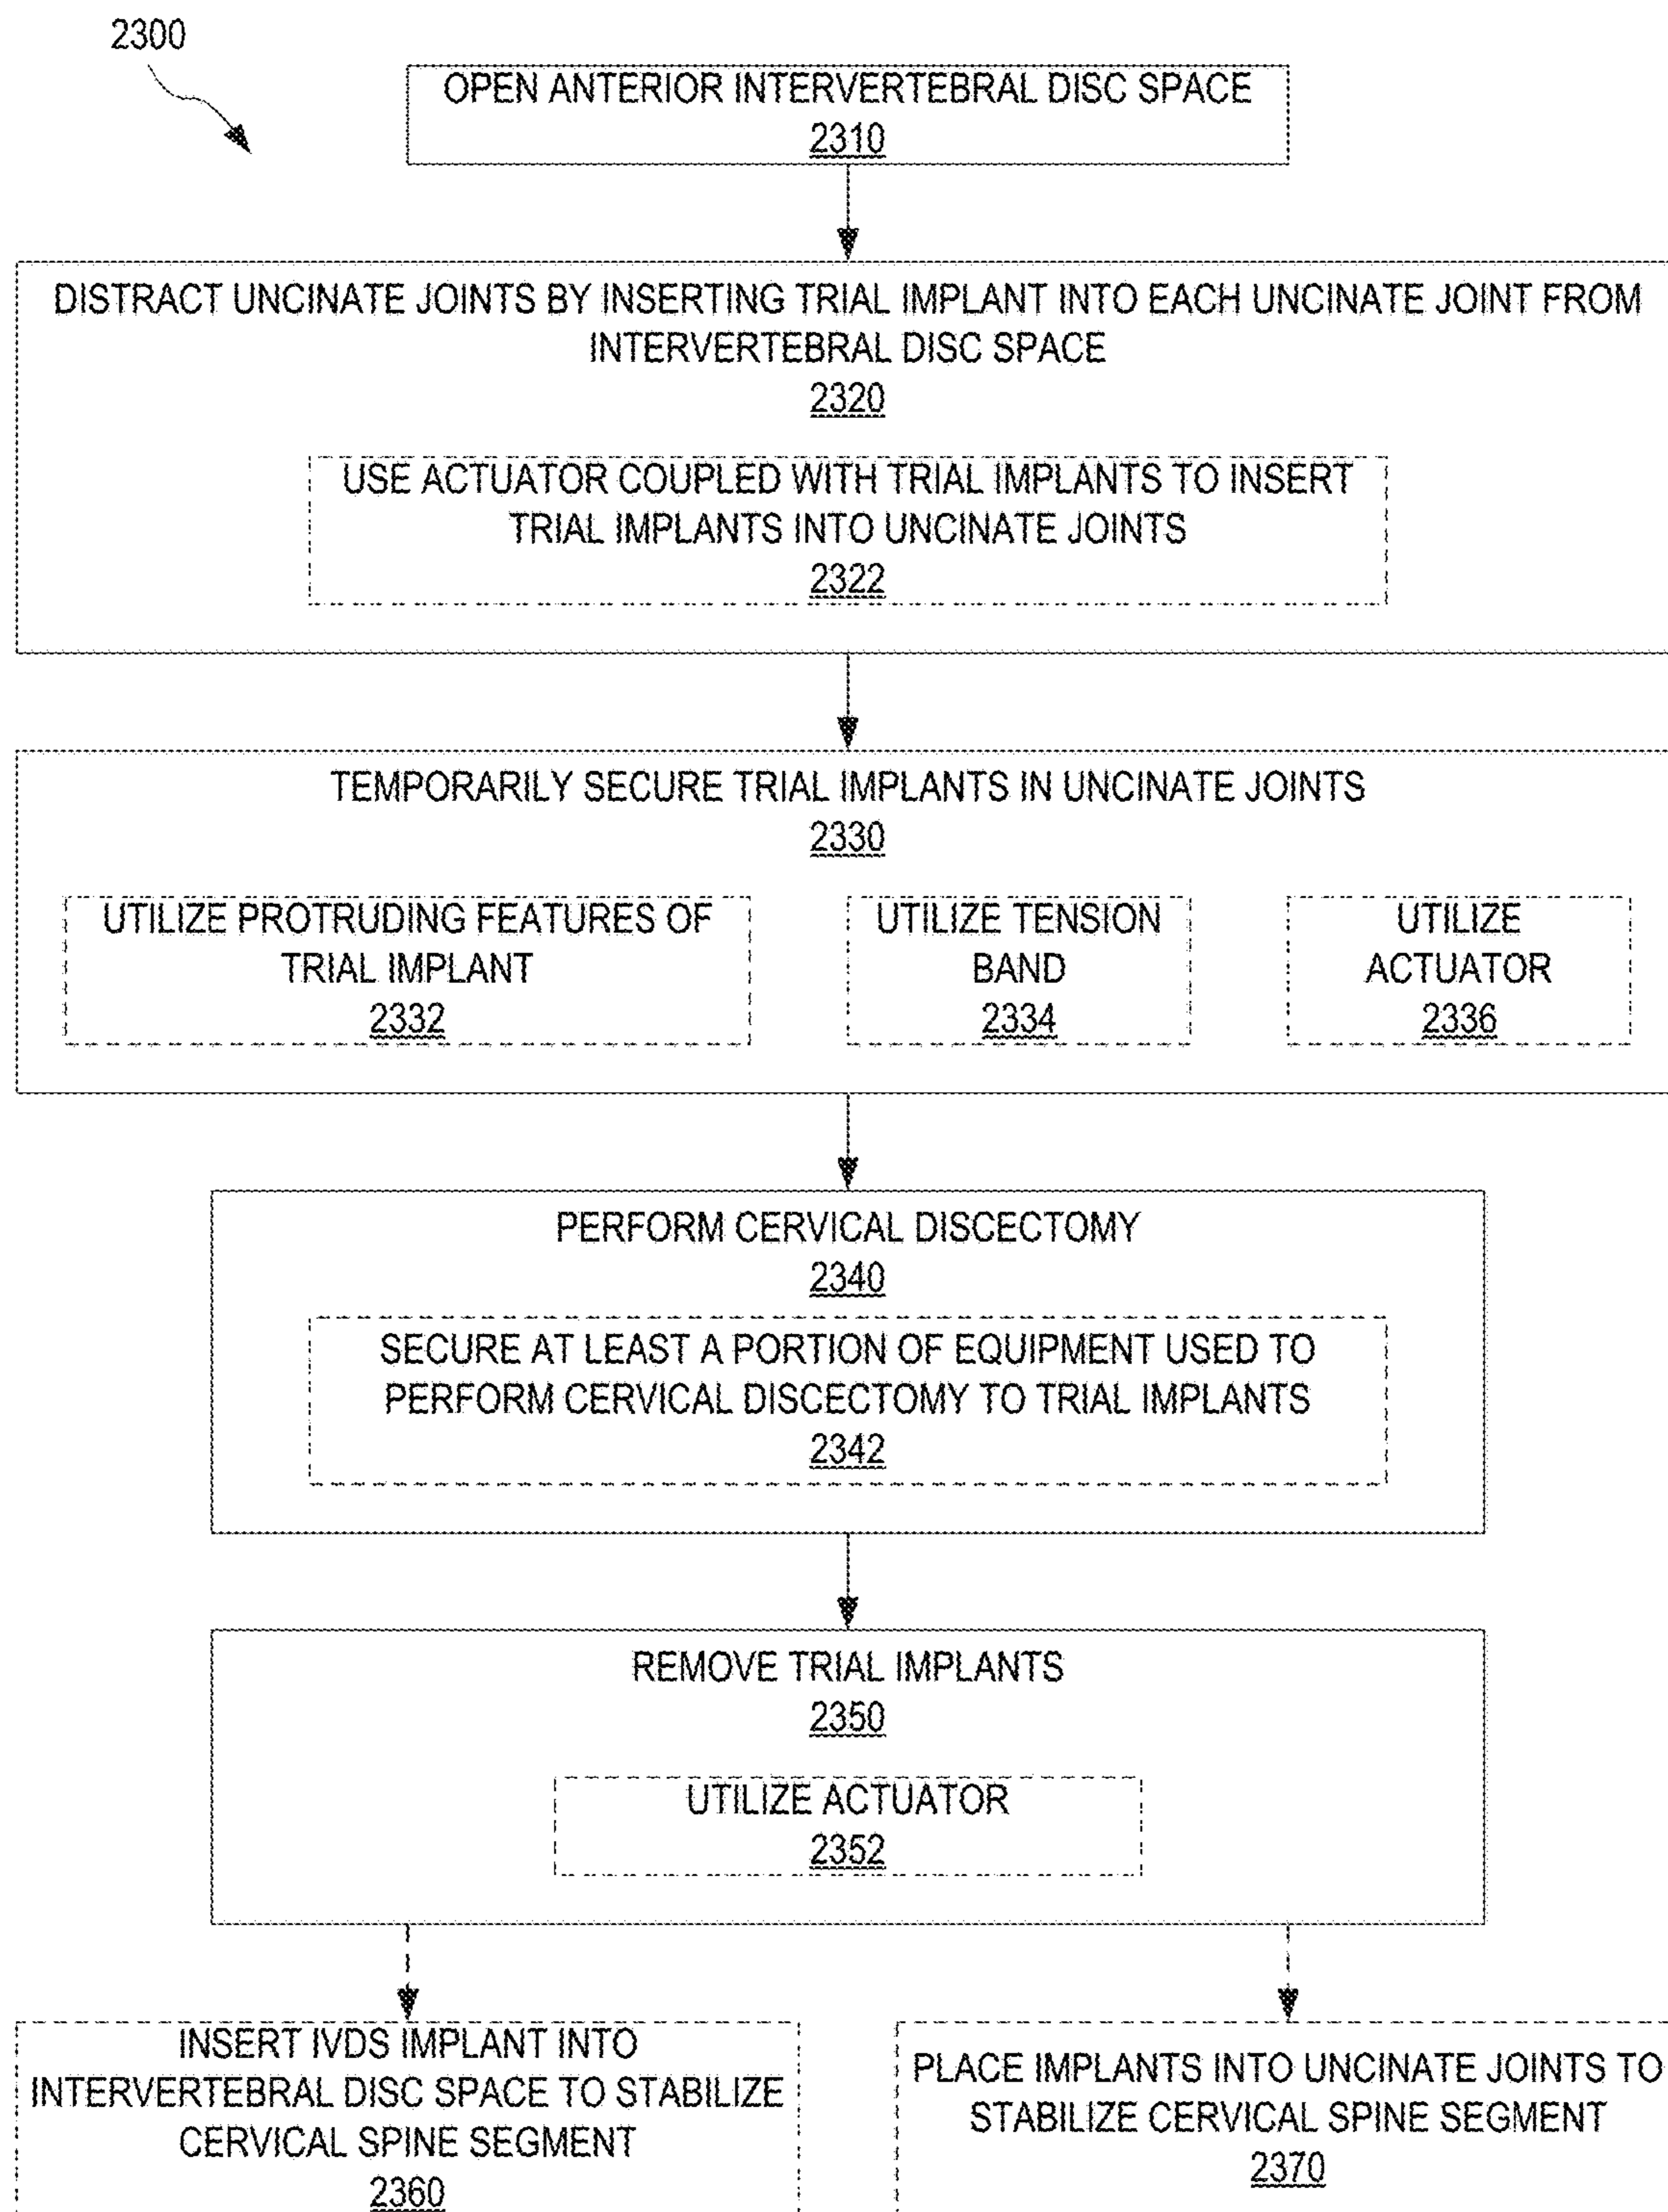 2300
OPEN ANTERIOR INTERVERTEBRAL DISC SPACE
2310
DISTRACT UNCINATE JOINTS BY INSERTING TRIAL IMPLANT INTO EACH UNCINATE JOINT FROM
INTERVERTEBRAL DISC SPACE
2320
USE ACTUATOR COUPLED WITH TRIAL IMPLANTS TO INSERT
TRIAL IMPLANTS INTO UNCINATE JOINTS
2322
TEMPORARILY SECURE TRIAL IMPLANTS IN UNCINATE JOINTS
2330
UTILIZE PROTRUDING FEATURES OF
TRIAL IMPLANT
2332
UTILIZE TENSION
BAND
2334
UTILIZE
ACTUATOR
2336
PERFORM CERVICAL DISCECTOMY
2340
SECURE AT LEAST A PORTION OF EQUIPMENT USED TO
PERFORM CERVICAL DISCECTOMY TO TRIAL IMPLANTS
2342
REMOVE TRIAL IMPLANTS
2350
UTILIZE ACTUATOR
2352
INSERT IVDS IMPLANT INTO
INTERVERTEBRAL DISC SPACE TO STABILIZE
CERVICAL SPINE SEGMENT
2360
PLACE IMPLANTS INTO UNCINATE JOINTS TO
STABILIZE CERVICAL SPINE SEGMENT
2370